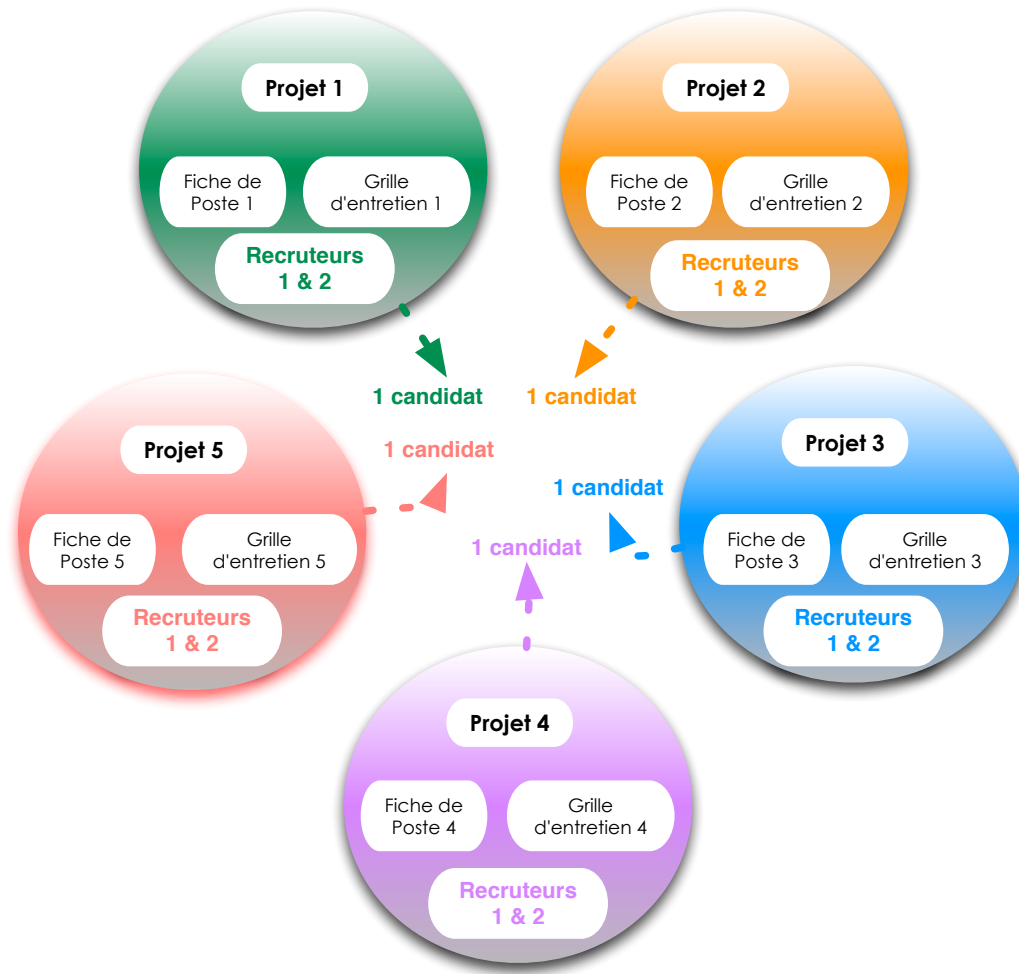 Projet 1
Fiche de
Poste 1
Grille
d'entretien 1
Recruteurs
1 & 2
Projet 2
Fiche de
Poste 2
Grille
d'entretien 2
Recruteurs
1 & 2
1 candidat
1 candidat
1 candidat
1 candidat
1 candidat
Projet 5
Fiche de
Poste 5
Grille
d'entretien 5
Recruteurs
1 & 2
Projet 3
Fiche de
Poste 3
Grille
d'entretien 3
Recruteurs
1 & 2
Projet 4
Fiche de
Poste 4
Grille
d'entretien 4
Recruteurs
1 & 2